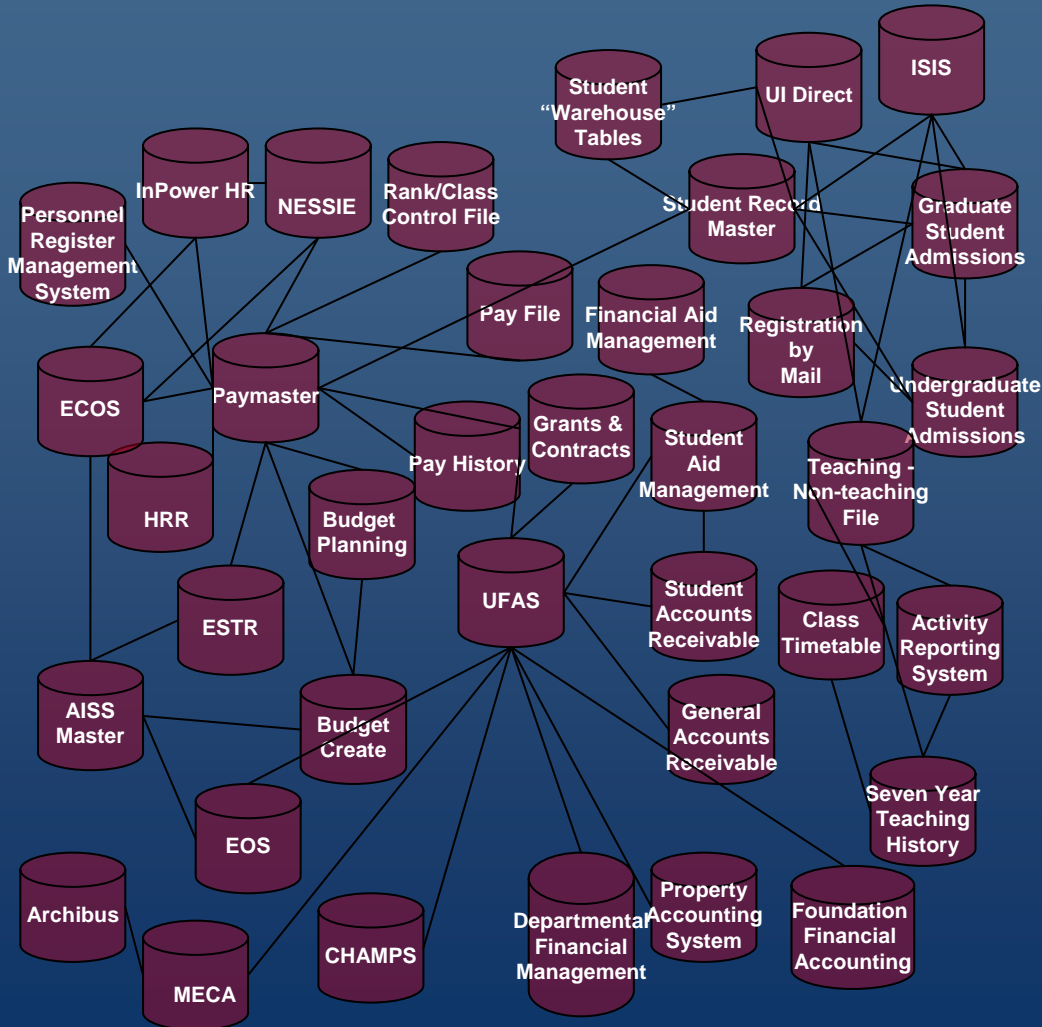 ISIS
Student
“Warehouse”
Tables
UI Direct
InPower HR
NESSIE
Rank/Class
Control File
Personnel
Register
Management
System
Student Record
Master
Graduate
Student
Admissions
Pay File
Financial Aid
Management
Registration
by
Mail
ECOS
Paymaster
Undergraduate
Student
Admissions
Grants &
Contracts
Student
Aid
Management
Pay History
Teaching -
Non-teaching
File
HRR
Budget
Planning
ESTR
UFAS
Student
Accounts
Receivable
Class
Timetable
Activity
Reporting
System
AISS
Master
Budget
Create
General
Accounts
Receivable
Seven Year
Teaching
History
EOS
Archibus
MECA
CHAMPS
Departmental
Financial
Management
Property
Accounting
System
Foundation
Financial
Accounting